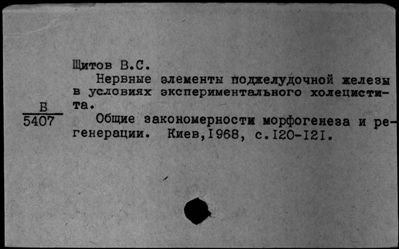 Щитов В.С.
Нервные элементы поджелудочной железы
в условиях экспериментального холецисти-
та.
Б
5407
Общие закономерности морфогенеза и ре-
генерации. Киев,1968, с.120-121.